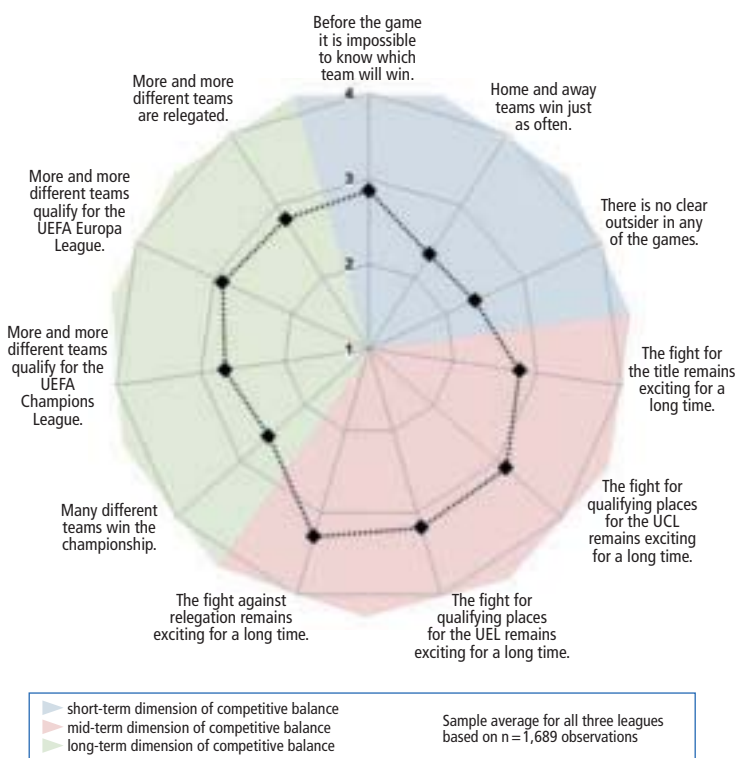 Before the game
it is impossible
to know which
team will win.
Home and away
teams win just
as often.
There is no clear
outsider in any
of the games.
The fight for
the title remains
exciting for a
long time.
The fight for
qualifying places
for the UCL
remains exciting
for a long time.
The fight for
qualifying places
for the UEL remains
exciting for a long time.
The fight against
relegation remains
exciting for a long time.
Many different
teams win the
championship.
More and more
different teams
qualify for the
UEFA
Champions
League.
More and more
different teams
qualify for the
UEFA Europa
League.
More and more
different teams
are relegated.
4
3
2
1
short-term dimension of competitive balance
mid-term dimension of competitive balance
long-term dimension of competitive balance
Sample average for all three leagues
based on n=1,689 observations